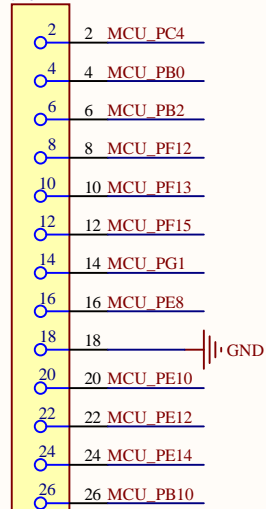 2 2 MCU_PC4
4 4 MCU_PB0
6 6 MCU_PB2
8 8 MCU_PF12
10 10 MCU_PF13
12 12 MCU_PF15
14 14 MCU_PG1
16 16 MCU_PE8
18 18 GND
20 20 MCU_PE10
22 22 MCU_PE12
24 24 MCU_PE14
26 26 MCU_PB10